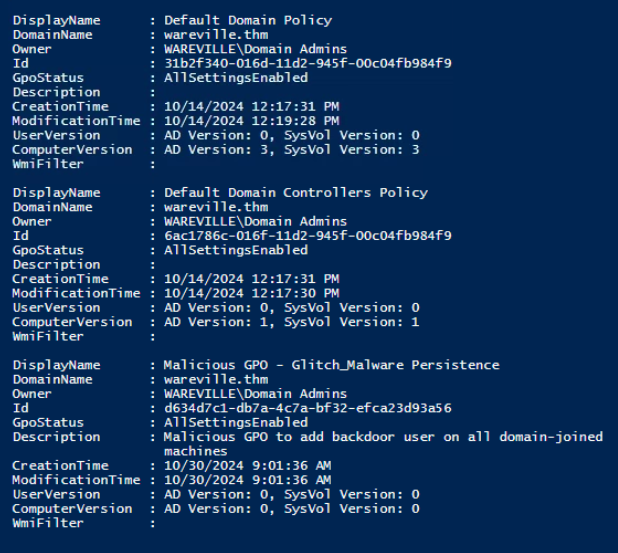 DisplayName      : Default Domain Policy
DomainName       : wareville.thm
Owner            : WAREVILLE\Domain Admins
Id               : 31b2f340-016d-11d2-945f-00c04fb984f9
GpoStatus        : AllSettingsEnabled
Description      :
CreationTime     : 10/14/2024 12:17:31 PM
ModificationTime : 10/14/2024 12:19:28 PM
UserVersion      : AD Version: 0, SysVol Version: 0
ComputerVersion  : AD Version: 3, SysVol Version: 3
WmiFilter        :

DisplayName      : Default Domain Controllers Policy
DomainName       : wareville.thm
Owner            : WAREVILLE\Domain Admins
Id               : 6ac1786c-016f-11d2-945f-00c04fb984f9
GpoStatus        : AllSettingsEnabled
Description      :
CreationTime     : 10/14/2024 12:17:31 PM
ModificationTime : 10/14/2024 12:17:30 PM
UserVersion      : AD Version: 0, SysVol Version: 0
ComputerVersion  : AD Version: 1, SysVol Version: 1
WmiFilter        :

DisplayName      : Malicious GPO - Glitch_Malware Persistence
DomainName       : wareville.thm
Owner            : WAREVILLE\Domain Admins
Id               : d634d7c1-db7a-4c7a-bf32-efca23d93a56
GpoStatus        : AllSettingsEnabled
Description      : Malicious GPO to add backdoor user on all domain-joined
                   machines
CreationTime     : 10/30/2024 9:01:36 AM
ModificationTime : 10/30/2024 9:01:36 AM
UserVersion      : AD Version: 0, SysVol Version: 0
ComputerVersion  : AD Version: 0, SysVol Version: 0
WmiFilter        :